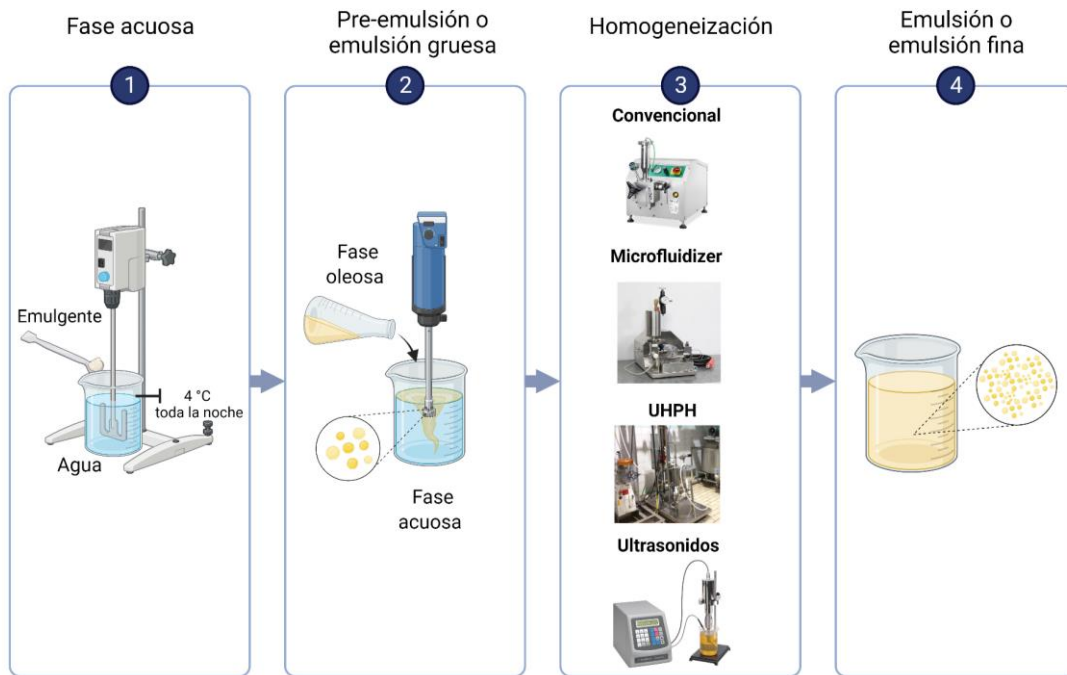 Fase acuosa
1
Emulgente
4 °C
toda la noche
Agua
Pre-emulsión o
emulsión gruesa
2
Fase
oleosa
Fase
acuosa
Homogeneización
3
Convencional
Microfluidizer
UHPH
Ultrasonidos
Emulsión o
emulsión fina
4